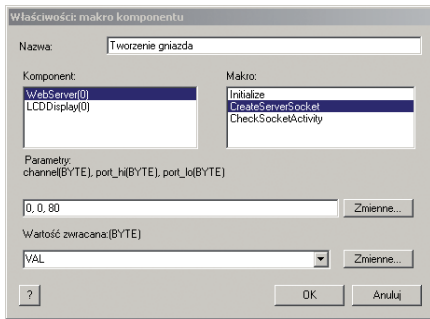 Właściwości: makro komponentu
Nazwa:
Tworzenie gniazda
Komponent:
Makro:
WebServer(0)
LCDDisplay(0)
Initialize
CreateServerSocket
CheckSocketActivity
Parametry:
channel(BYTE), port_hi(BYTE), port_lo(BYTE)
0, 0, 80
Zmienne...
Wartość zwracana:(BYTE)
VAL
Zmienne...
?
OK
Anuluj